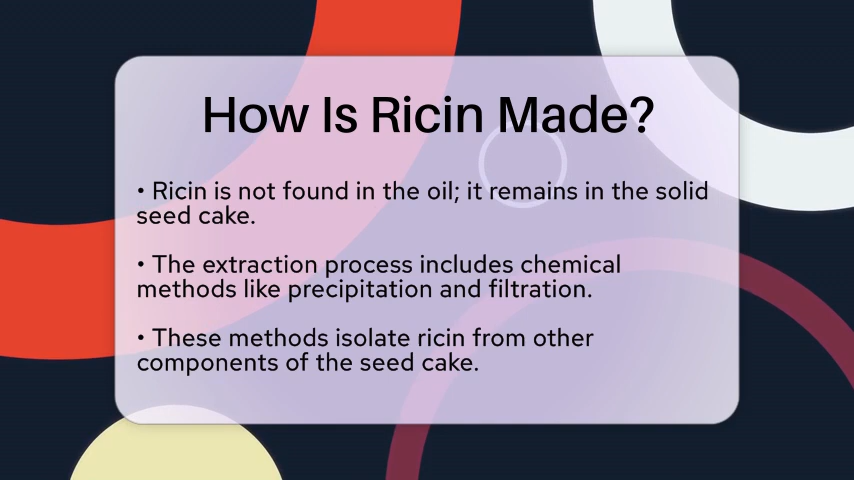 How Is Ricin Made?
• Ricin is not found in the oil; it remains in the solid
seed cake.
• The extraction process includes chemical
methods like precipitation and filtration.
• These methods isolate ricin from other
components of the seed cake.